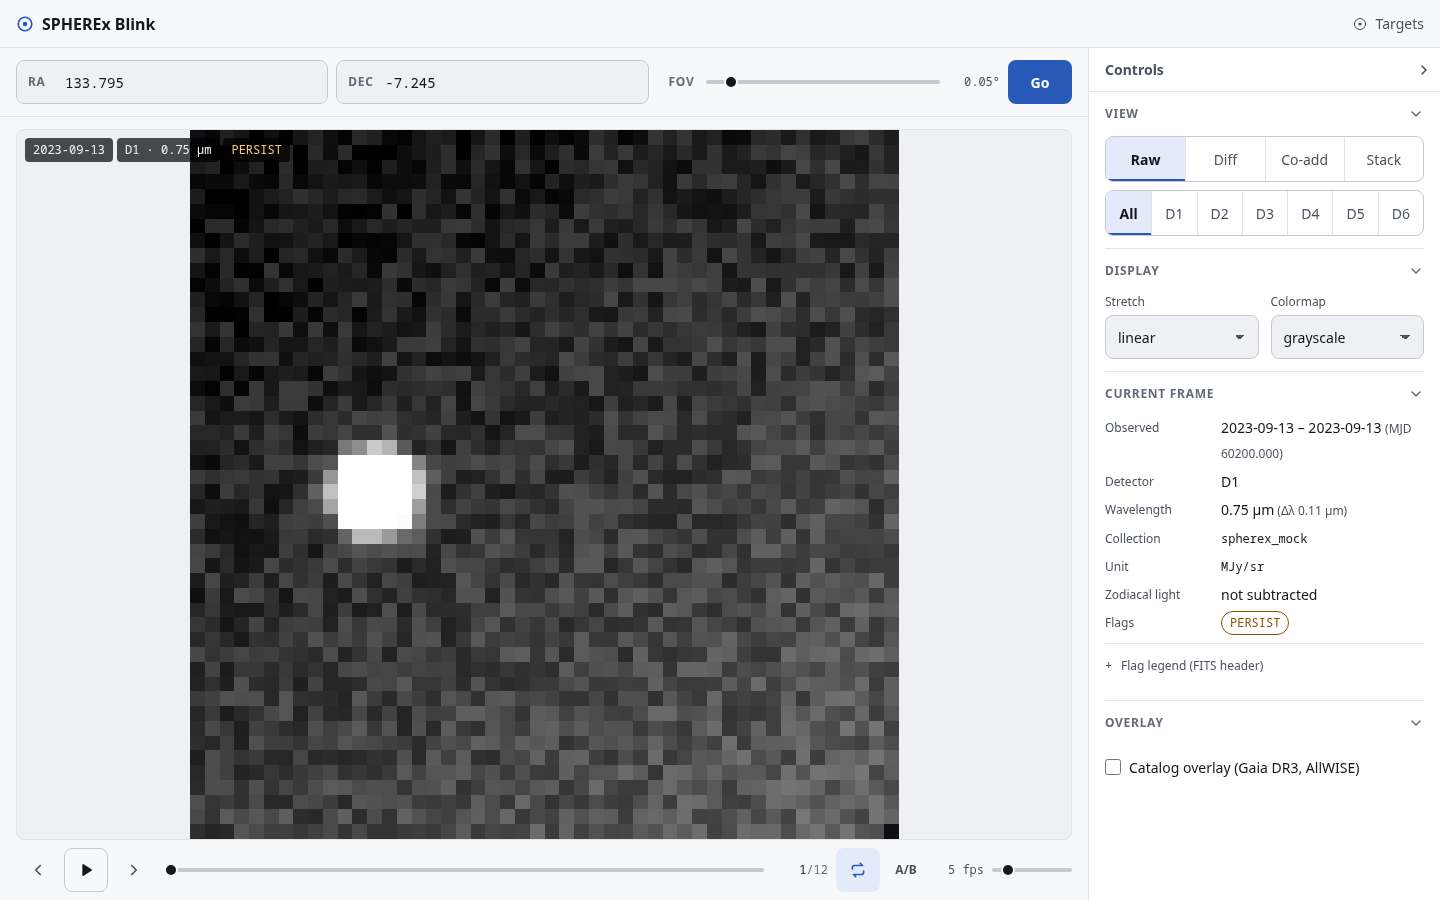 SPHEREx Blink
Targets
RA 133.795
DEC -7.245
FOV 0.05°
Go
2023-09-13 D1 · 0.75 μm PERSIST
1/12
A/B
5 fps
Controls
VIEW
Raw Diff Co-add Stack
All D1 D2 D3 D4 D5 D6
DISPLAY
Stretch Colormap
linear grayscale
CURRENT FRAME
Observed 2023-09-13 – 2023-09-13 (MJD
60200.000)
Detector D1
Wavelength 0.75 μm (Δλ 0.11 μm)
Collection spherex_mock
Unit MJy/sr
Zodiacal light not subtracted
Flags PERSIST
+ Flag legend (FITS header)
OVERLAY
Catalog overlay (Gaia DR3, AllWISE)